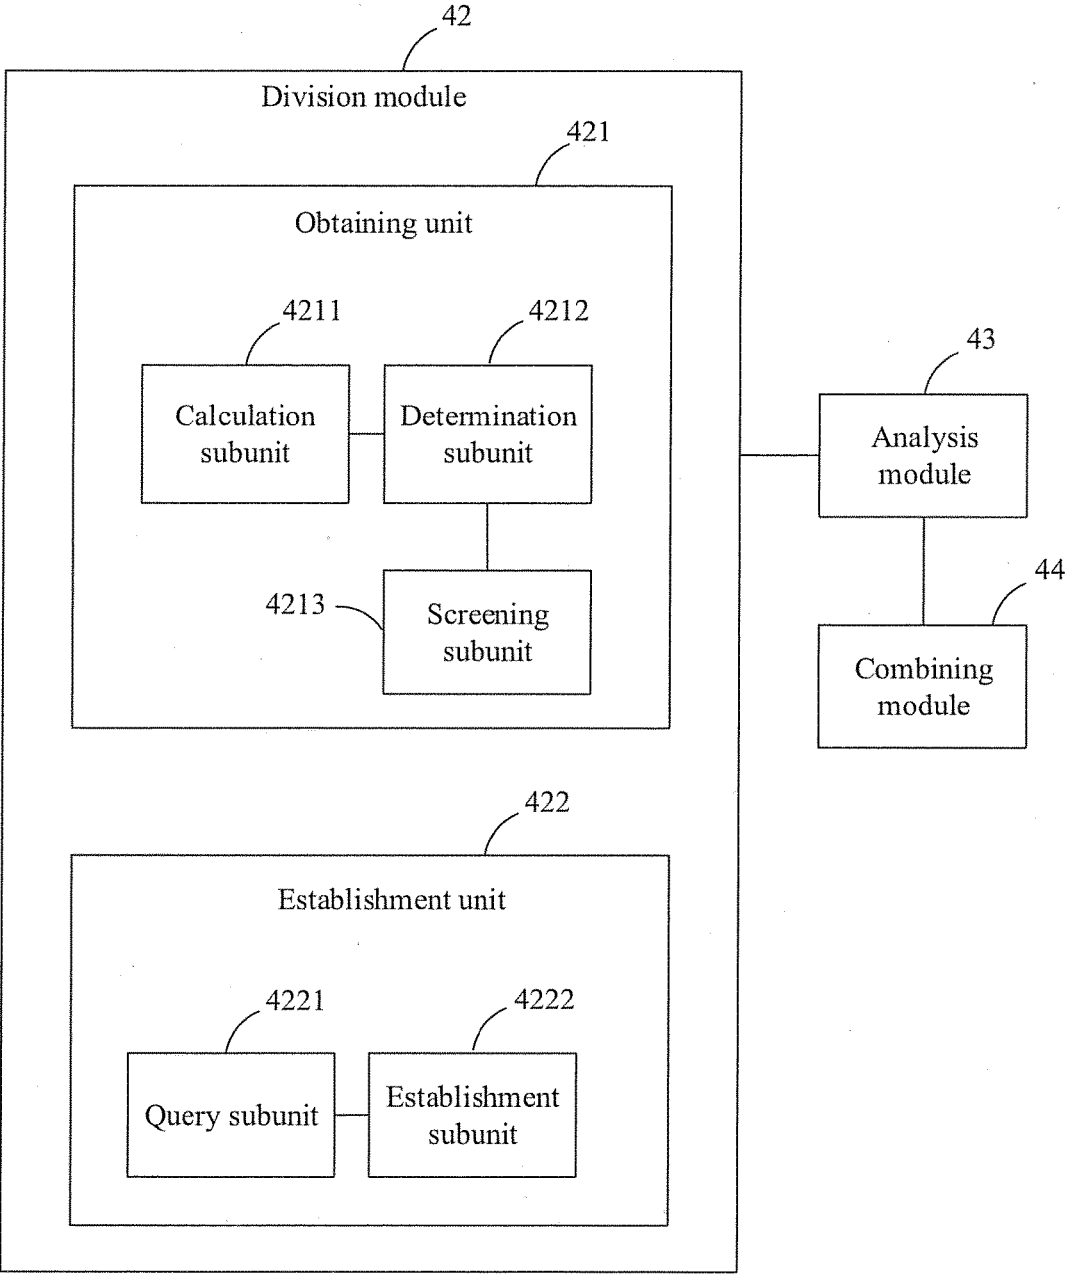 42
Division module
421
Obtaining unit
4211
4212
Calculation
subunit
Determination
subunit
4213
Screening
subunit
43
Analysis
module
44
Combining
module
422
Establishment unit
4221
4222
Query subunit
Establishment
subunit